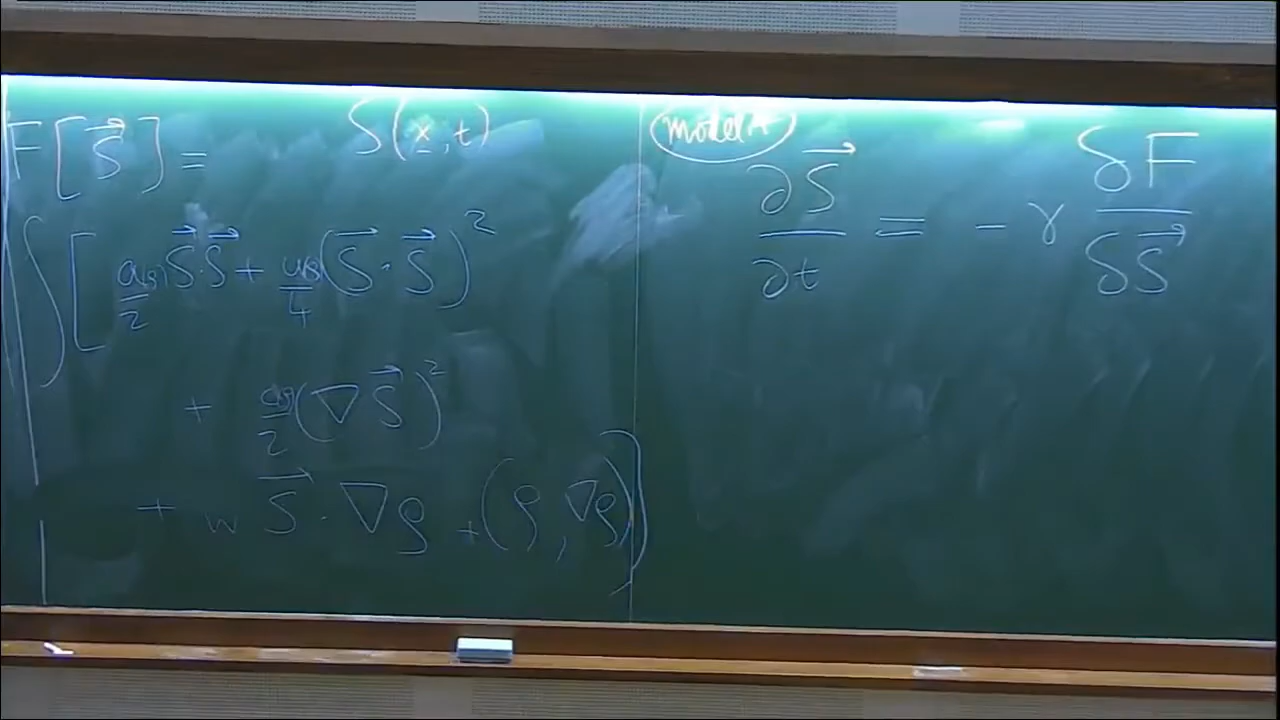 F[S⃗] =
S(x, t)
∫[ a(ρ)/2 S⃗·S⃗ + u(ρ)/4 (S⃗·S⃗)²
+ /2 (∇S⃗)²
+ w S⃗·∇ρ + (ρ, ∇ρ) ]
model A
∂S⃗/∂t = - γ δF/δS⃗